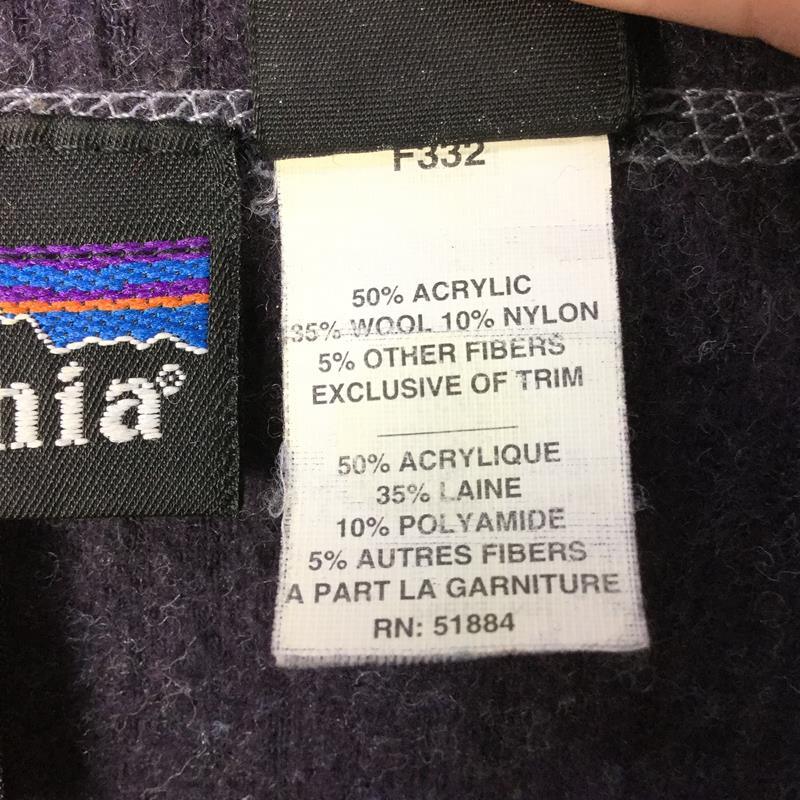 nia®
F332
50% ACRYLIC
35% WOOL 10% NYLON
5% OTHER FIBERS
EXCLUSIVE OF TRIM
50% ACRYLIQUE
35% LAINE
10% POLYAMIDE
5% AUTRES FIBERS
A PART LA GARNITURE
RN: 51884